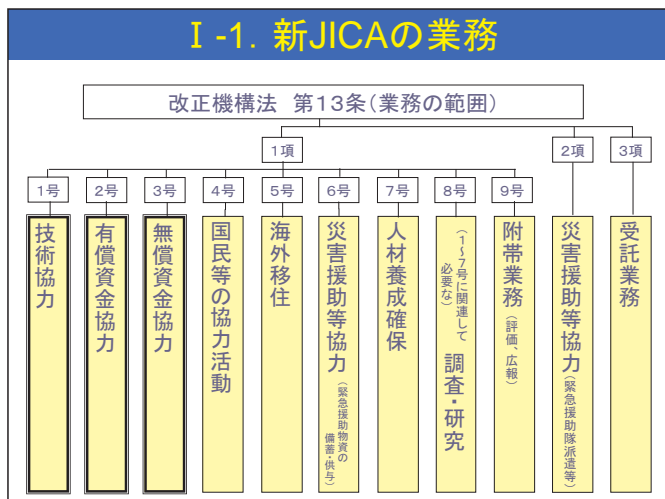 Ⅰ-1. 新JICAの業務
改正機構法 第13条(業務の範囲)
1項
2項
3項
1号
2号
3号
4号
5号
6号
7号
8号
9号
技術協力
有償資金協力
無償資金協力
国民等の協力活動
海外移住
災害援助等協力
(緊急援助物資の
備蓄・供与)
人材養成確保
(1~7号に関連して
必要な)
調査・研究
附帯業務(評価、広報)
災害援助等協力(緊急援助隊派遣等)
受託業務